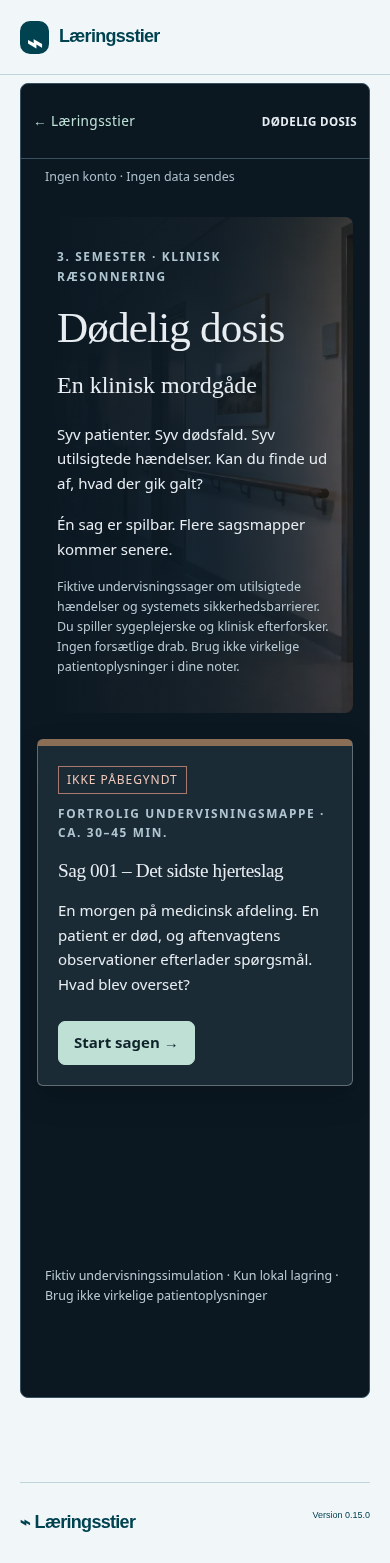 Læringsstier
← Læringsstier
DØDELIG DOSIS
Ingen konto · Ingen data sendes
3. SEMESTER · KLINISK
RÆSONNERING
Dødelig dosis
En klinisk mordgåde
Syv patienter. Syv dødsfald. Syv
utilsigtede hændelser. Kan du finde ud
af, hvad der gik galt?
Én sag er spilbar. Flere sagsmapper
kommer senere.
Fiktive undervisningssager om utilsigtede
hændelser og systemets sikkerhedsbarrierer.
Du spiller sygeplejerske og klinisk efterforsker.
Ingen forsætlige drab. Brug ikke virkelige
patientoplysninger i dine noter.
IKKE PÅBEGYNDT
FORTROLIG UNDERVISNINGSMAPPE ·
CA. 30–45 MIN.
Sag 001 – Det sidste hjerteslag
En morgen på medicinsk afdeling. En
patient er død, og aftenvagtens
observationer efterlader spørgsmål.
Hvad blev overset?
Start sagen →
Fiktiv undervisningssimulation · Kun lokal lagring ·
Brug ikke virkelige patientoplysninger
Læringsstier
Version 0.15.0